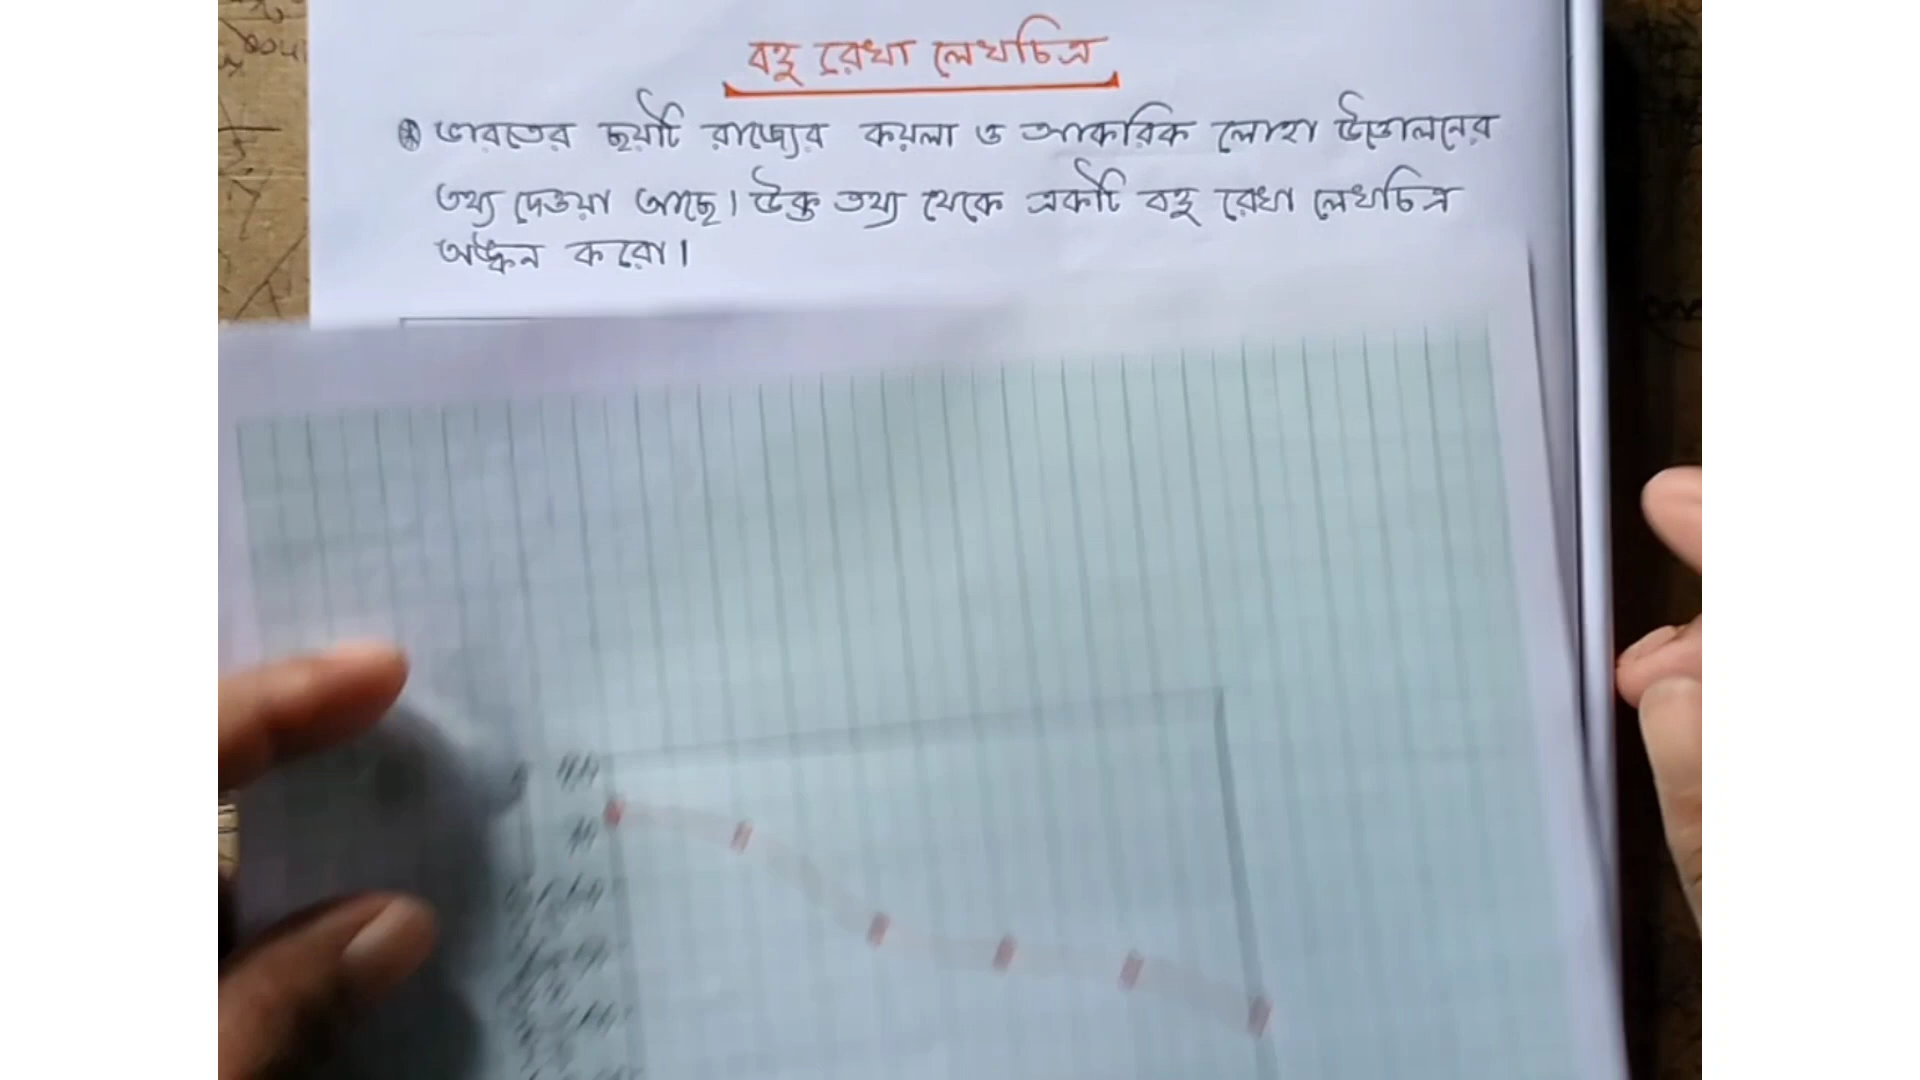 বহু রেখা লেখচিত্র
ভারতের ছয়টি রাজ্যের কয়লা ও আকরিক লোহা উত্তোলনের
তথ্য দেওয়া আছে। উক্ত তথ্য থেকে একটি বহু রেখা লেখচিত্র
অঙ্কন করো।